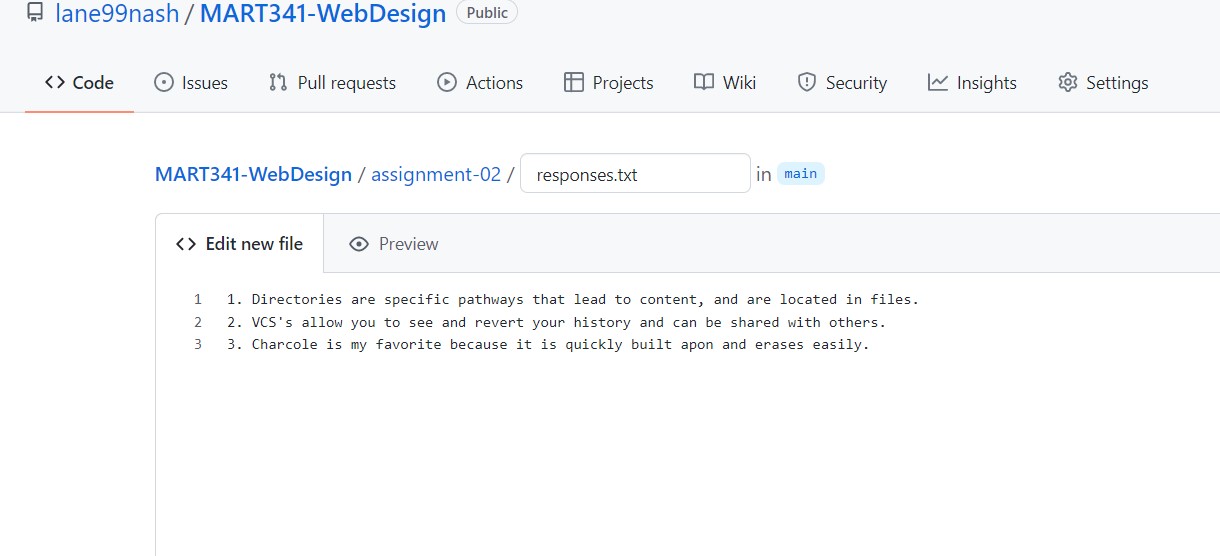 lane99nash / MART341-WebDesign Public
Code Issues Pull requests Actions Projects Wiki Security Insights Settings
MART341-WebDesign / assignment-02 / responses.txt in main
<> Edit new file Preview
1 1. Directories are specific pathways that lead to content, and are located in files.
2 2. VCS's allow you to see and revert your history and can be shared with others.
3 3. Charcole is my favorite because it is quickly built apon and erases easily.